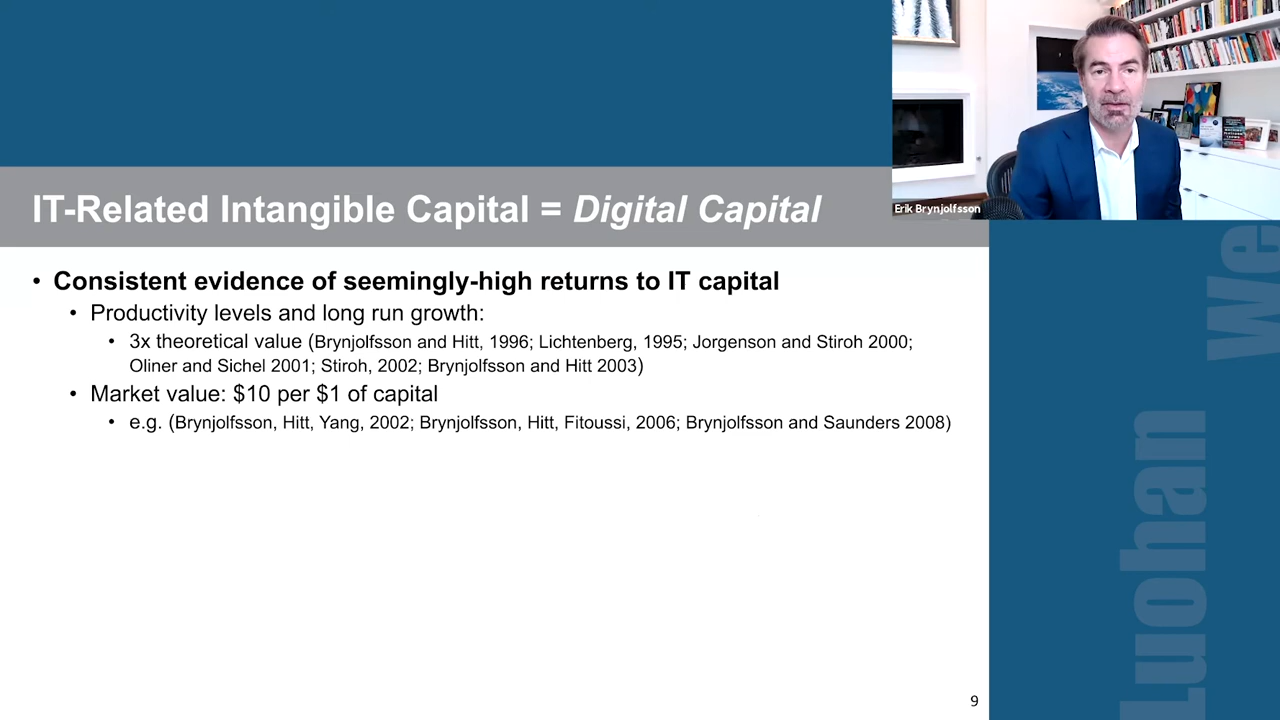 IT-Related Intangible Capital = Digital Capital
Erik Brynjolfsson
• Consistent evidence of seemingly-high returns to IT capital
• Productivity levels and long run growth:
• 3x theoretical value (Brynjolfsson and Hitt, 1996; Lichtenberg, 1995; Jorgenson and Stiroh 2000;
Oliner and Sichel 2001; Stiroh, 2002; Brynjolfsson and Hitt 2003)
• Market value: $10 per $1 of capital
• e.g. (Brynjolfsson, Hitt, Yang, 2002; Brynjolfsson, Hitt, Fitoussi, 2006; Brynjolfsson and Saunders 2008)
We
Luohan
9